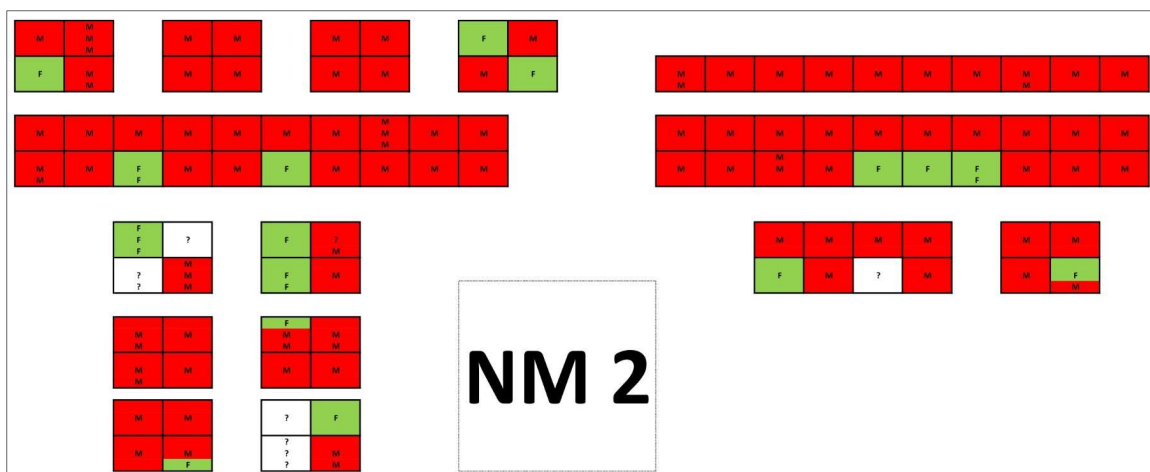 M M M M M M M M F M
F M M M M M M M F
M M M M M M M M M M M M
M M M M M M M M M M M M
M M M F F M M F M M M M
M M M M M M M M M M
M M M M M F F F F M M M
F F F ? F ? M
? ? M M M F F M
M M M M M M
F M ? M M F M
M M M F M M M M
M M M M M
M M ? F
M M F ? ? ? M M
NM 2